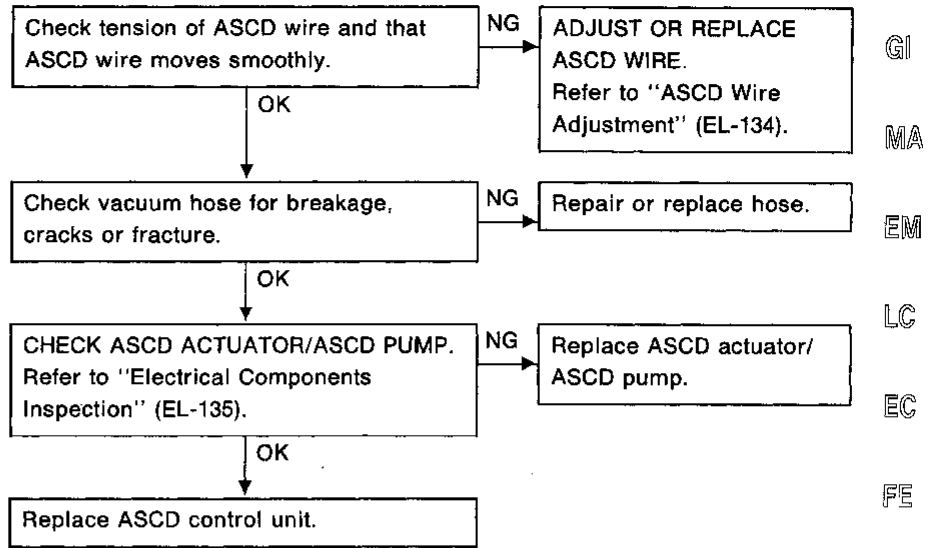 Check tension of ASCD wire and that
ASCD wire moves smoothly.
NG
ADJUST OR REPLACE
ASCD WIRE.
Refer to "ASCD Wire
Adjustment" (EL-134).
OK
Check vacuum hose for breakage,
cracks or fracture.
NG
Repair or replace hose.
OK
CHECK ASCD ACTUATOR/ASCD PUMP.
Refer to "Electrical Components
Inspection" (EL-135).
NG
Replace ASCD actuator/
ASCD pump.
OK
Replace ASCD control unit.
GI
MA
EM
LC
EC
FE